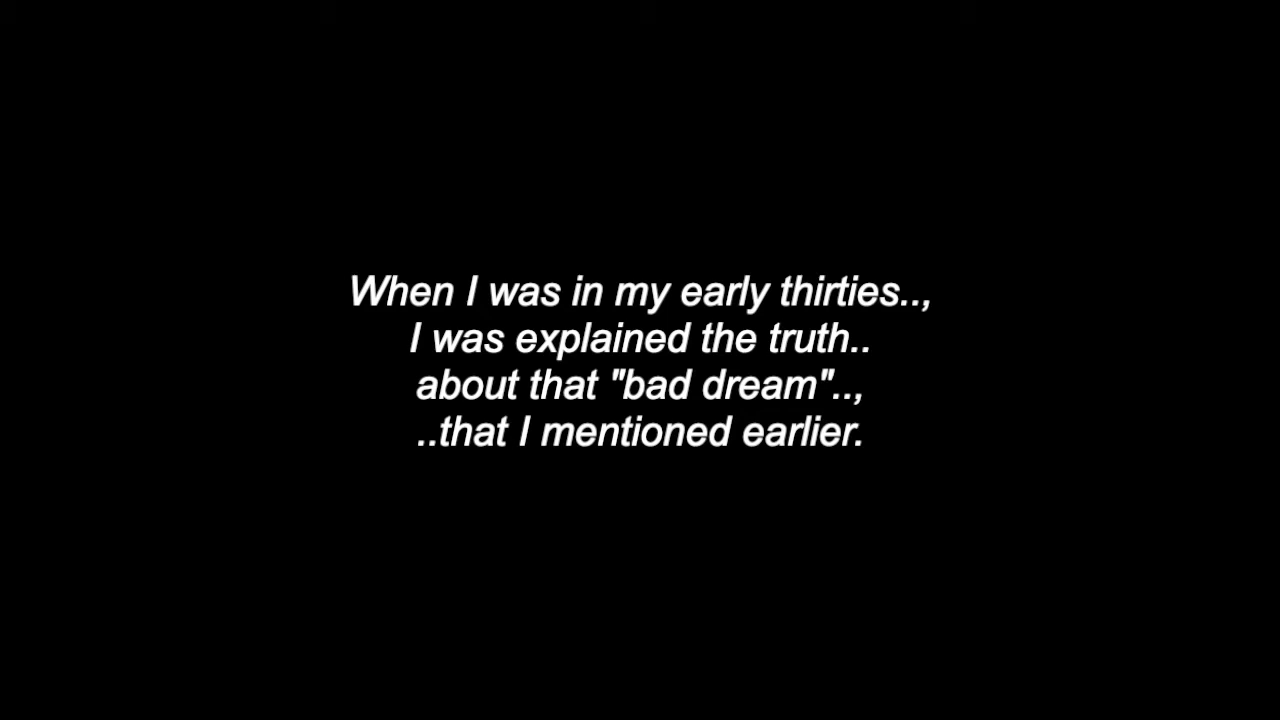 When I was in my early thirties..,
I was explained the truth..
about that "bad dream"..,
..that I mentioned earlier.